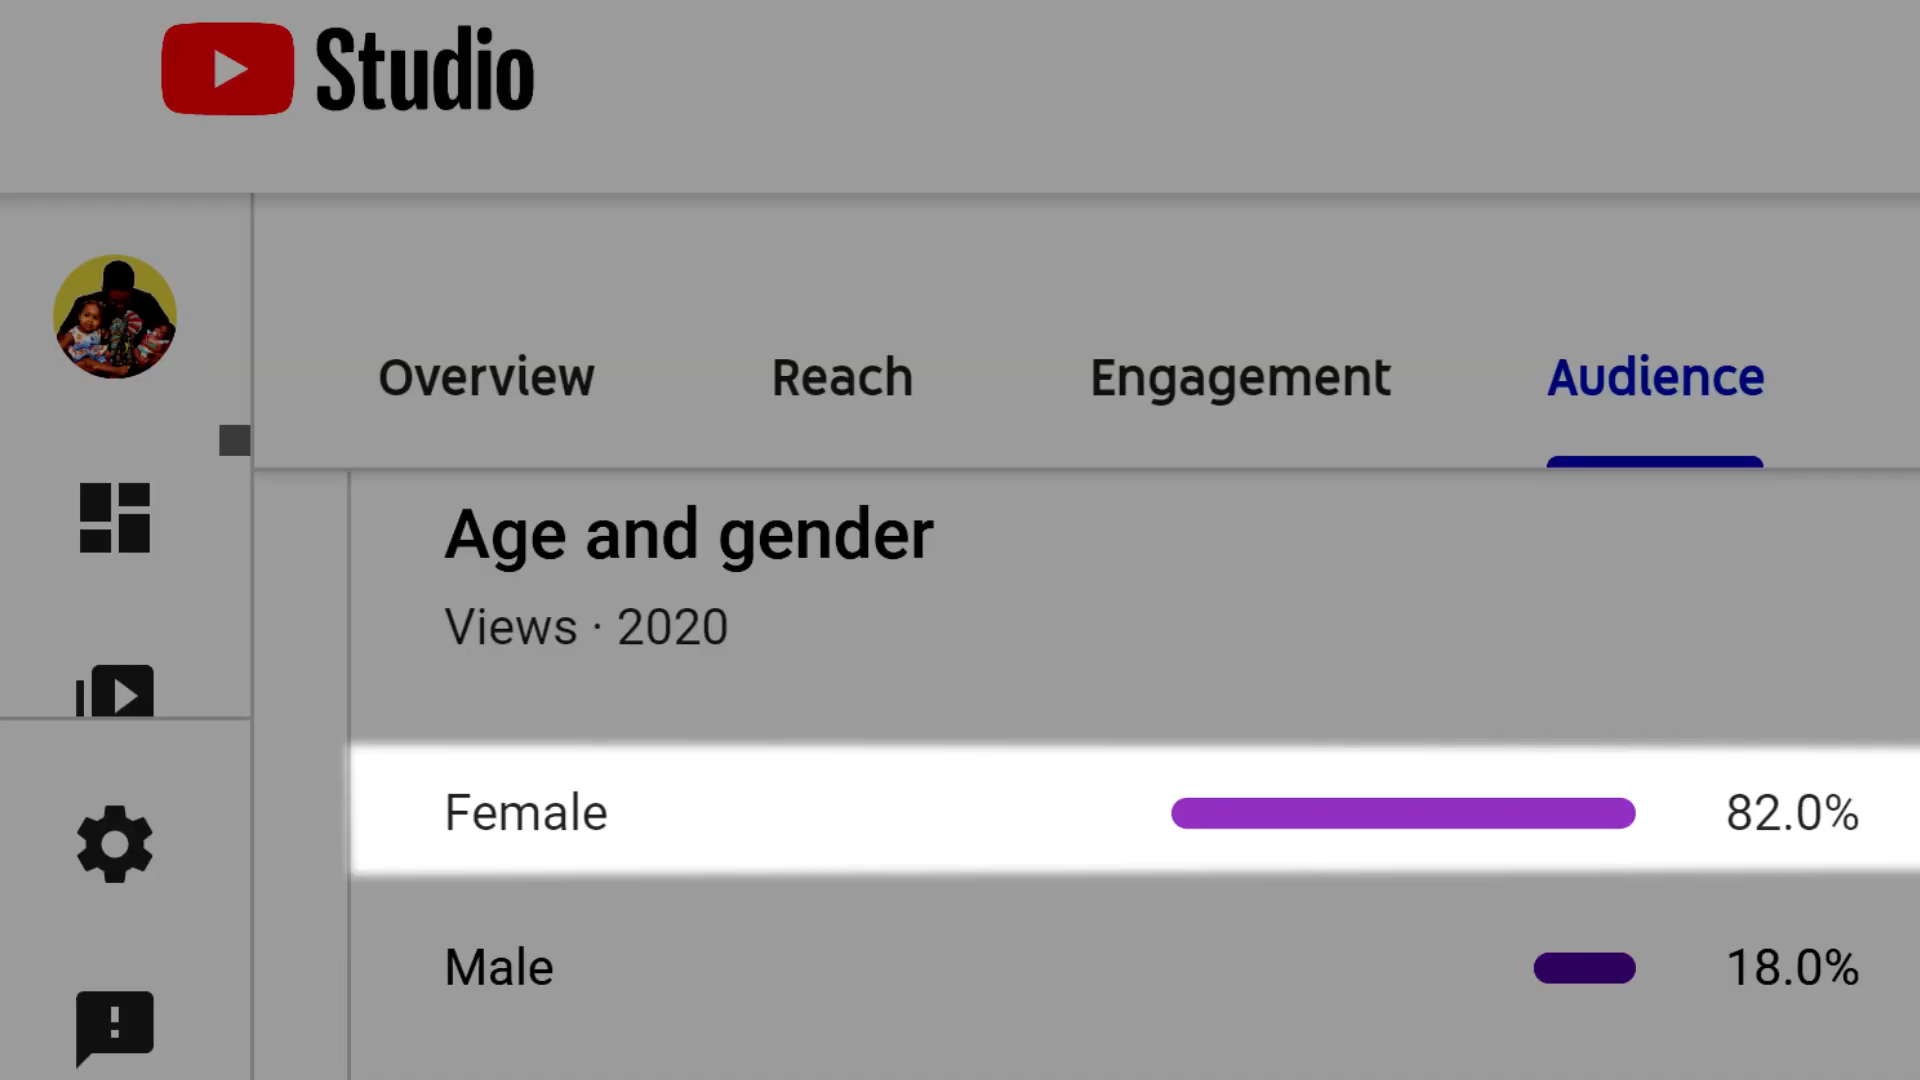 Studio
Overview Reach Engagement Audience
Age and gender
Views · 2020
Female 82.0%
Male 18.0%